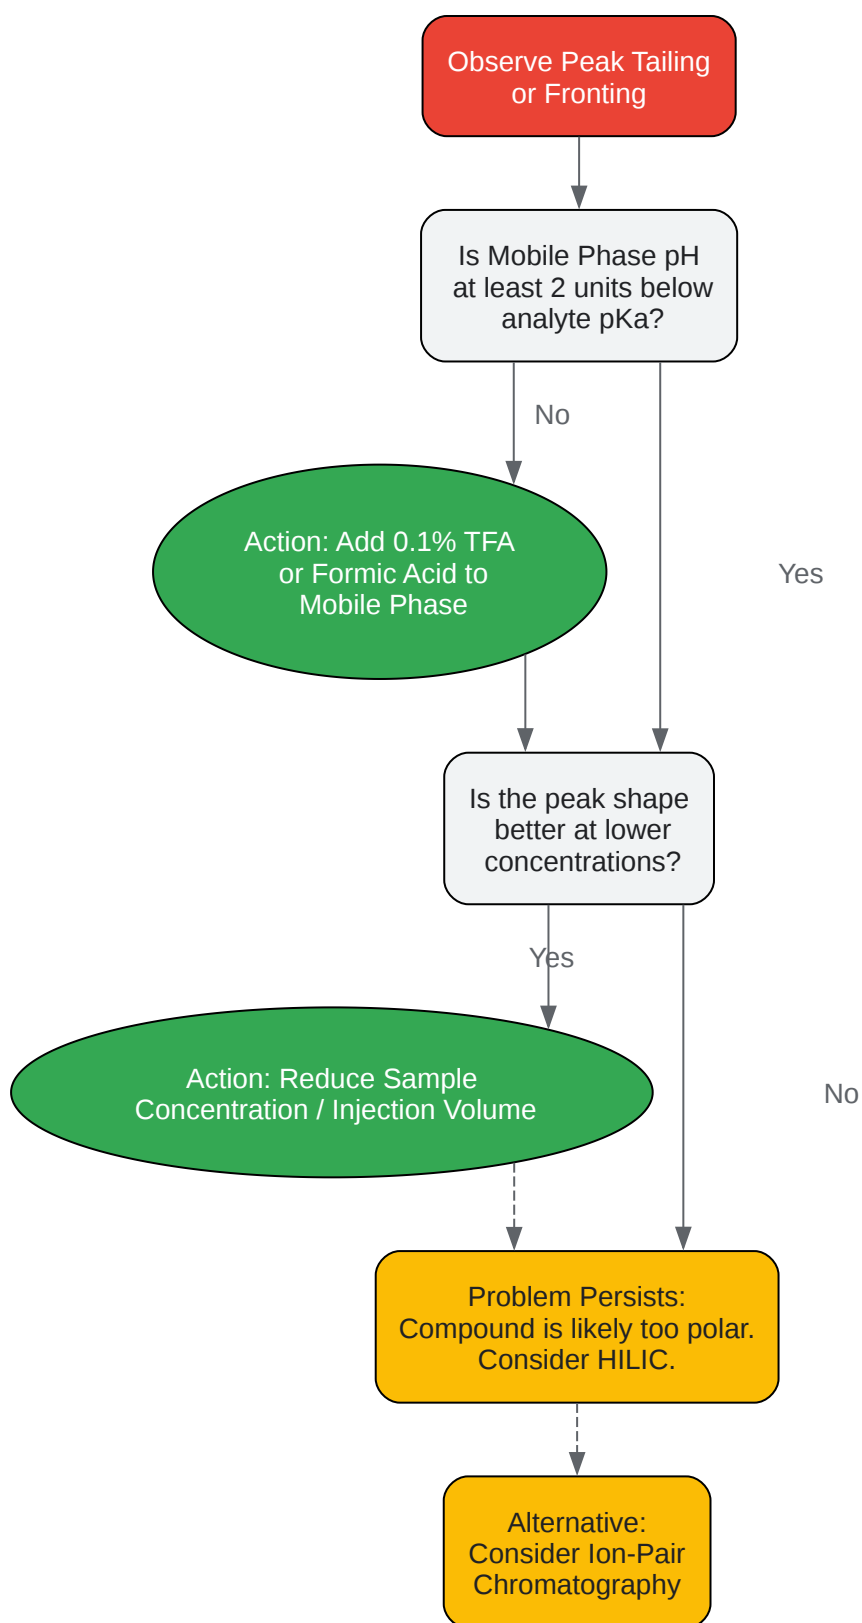 Observe Peak Tailing
or Fronting
Is Mobile Phase pH
at least 2 units below
analyte pKa?
No
Action: Add 0.1% TFA
or Formic Acid to
Mobile Phase
Yes
Is the peak shape
better at lower
concentrations?
Yes
Action: Reduce Sample
Concentration / Injection Volume
No
Problem Persists:
Compound is likely too polar.
Consider HILIC.
Alternative:
Consider Ion-Pair
Chromatography